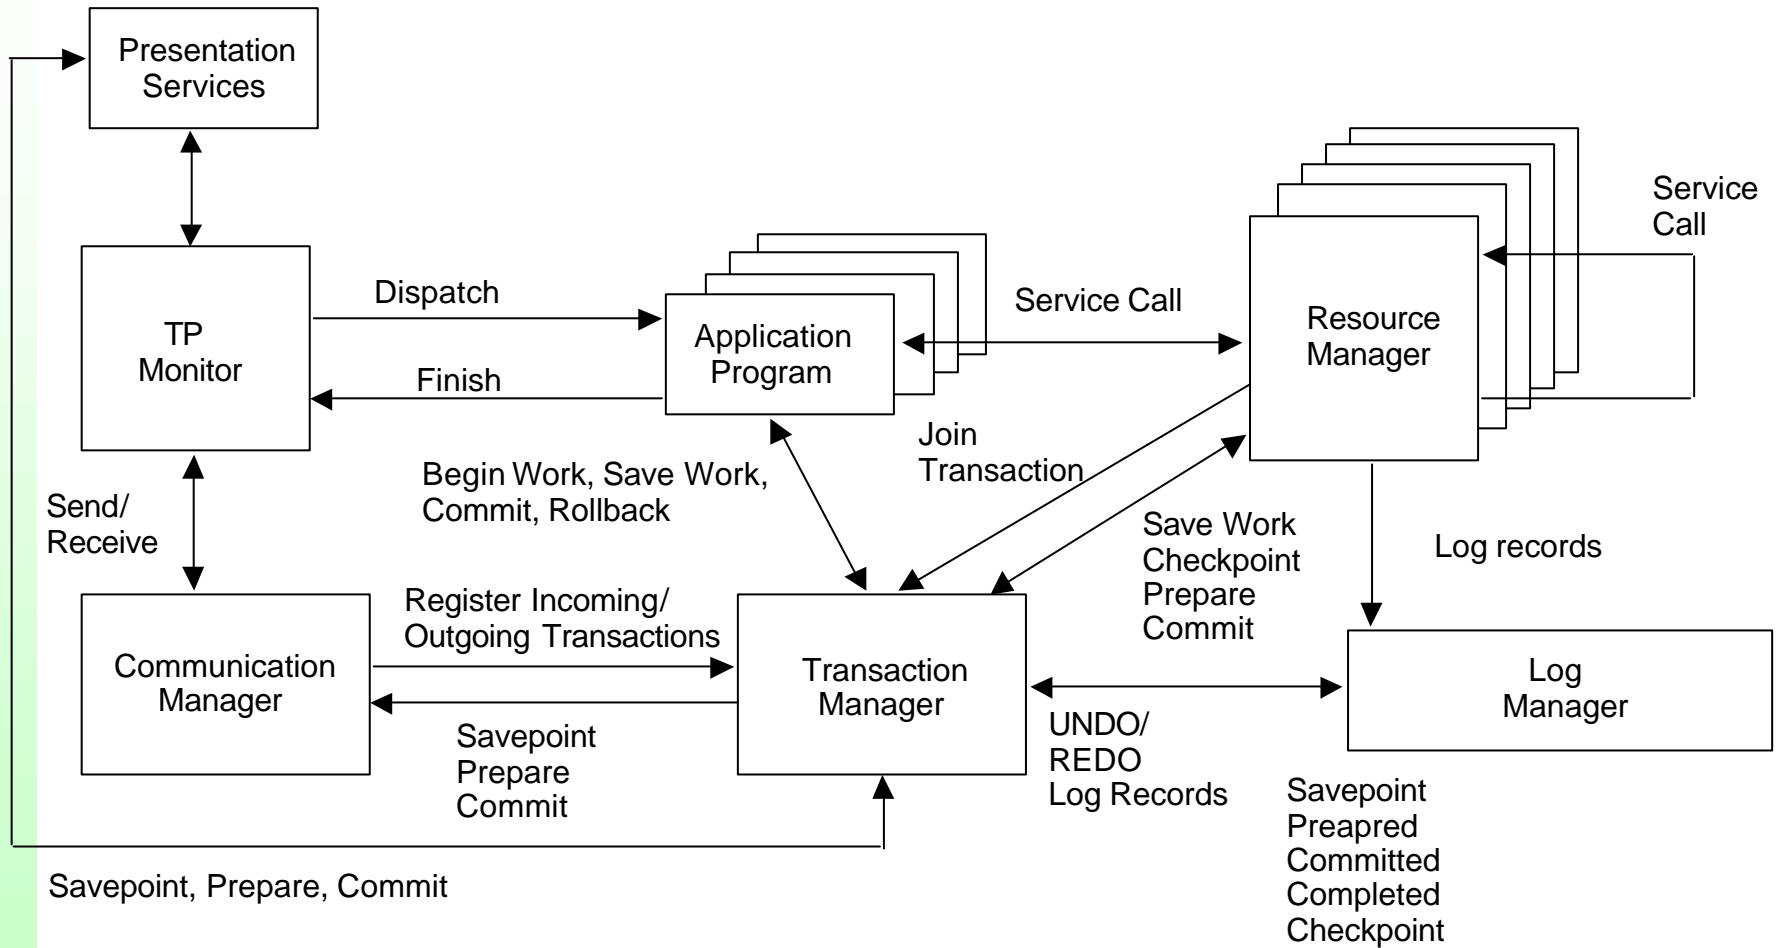 Presentation
Services
Service
Call
Dispatch
Service Call
TP
Monitor
Application
Program
Resource
Manager
Finish
Join
Transaction
Begin Work, Save Work,
Commit, Rollback
Send/
Receive
Save Work
Checkpoint
Prepare
Commit
Log records
Register Incoming/
Outgoing Transactions
Communication
Manager
Transaction
Manager
Log
Manager
Savepoint
Prepare
Commit
UNDO/
REDO
Log Records
Savepoint
Preapred
Committed
Completed
Checkpoint
Savepoint, Prepare, Commit